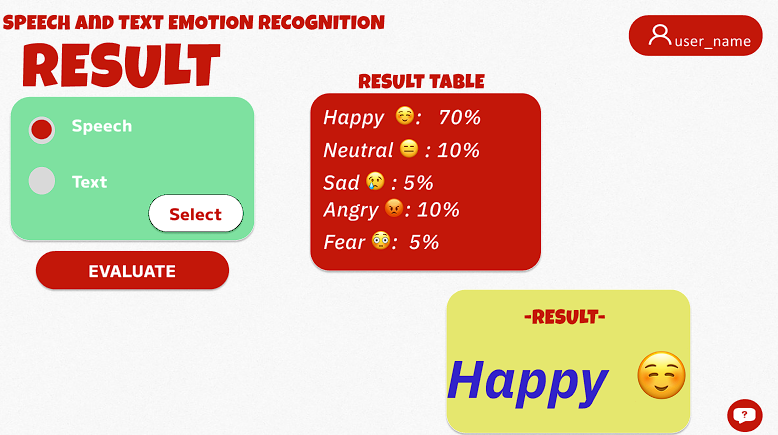 SPEECH AND TEXT EMOTION RECOGNITION
user_name
RESULT
Speech
Text
Select
EVALUATE
RESULT TABLE
Happy ☺️: 70%
Neutral 😑 : 10%
Sad 😢 : 5%
Angry 😡: 10%
Fear 😳: 5%
-RESULT-
Happy ☺️
?